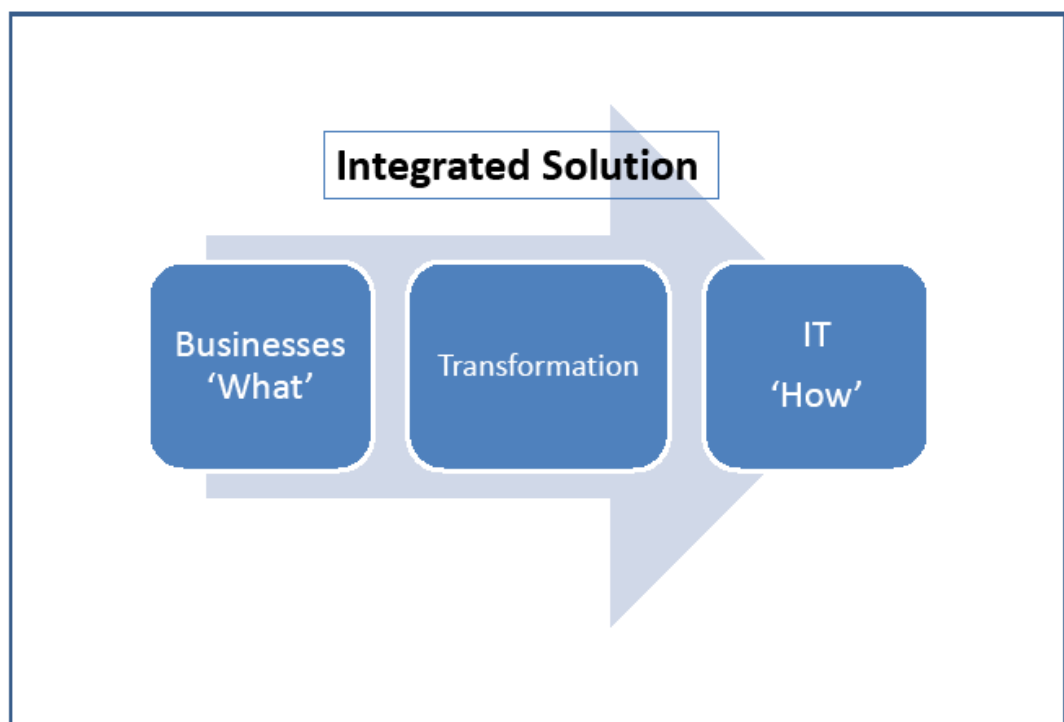 Integrated Solution
Businesses
‘What’
Transformation
IT
‘How’